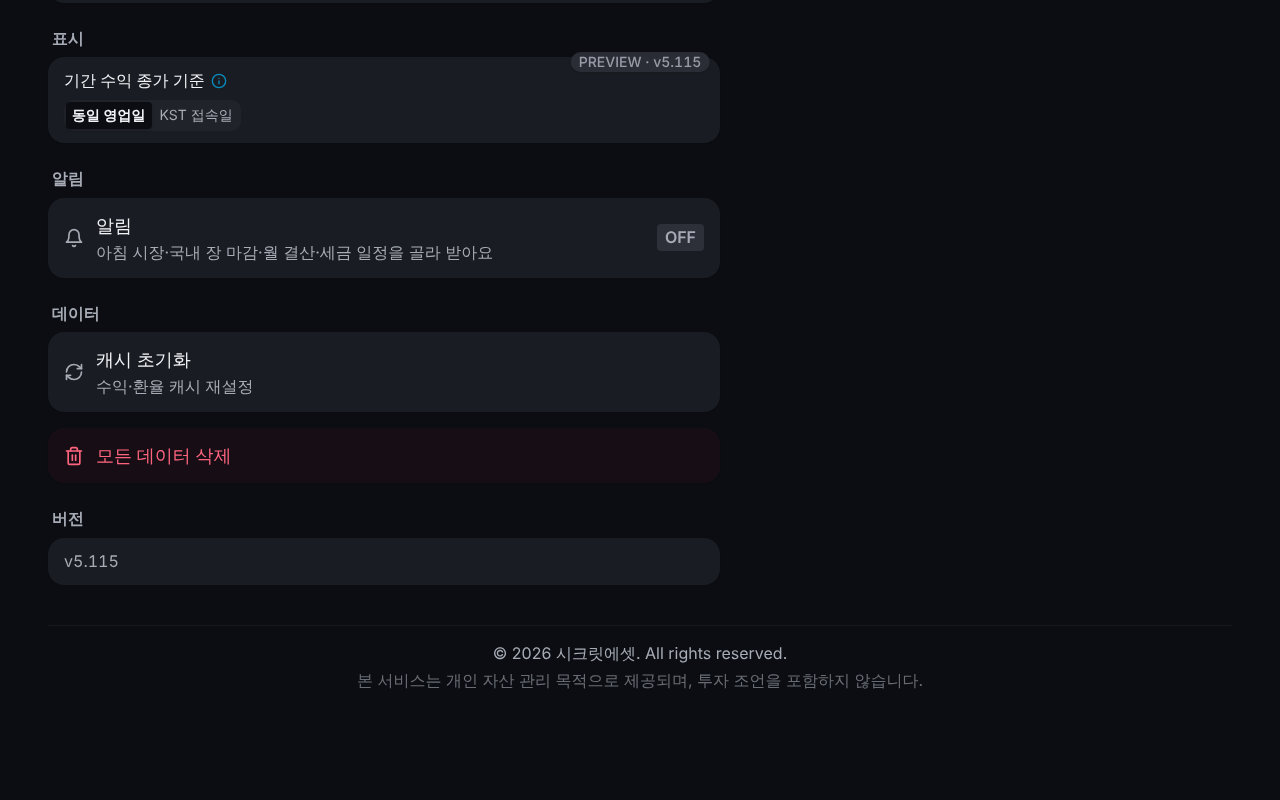 표시
PREVIEW · v5.115
기간 수익 종가 기준
동일 영업일 KST 접속일
알림
알림
아침 시장·국내 장 마감·월 결산·세금 일정을 골라 받아요
OFF
데이터
캐시 초기화
수익·환율 캐시 재설정
모든 데이터 삭제
버전
v5.115
© 2026 시크릿에셋. All rights reserved.
본 서비스는 개인 자산 관리 목적으로 제공되며, 투자 조언을 포함하지 않습니다.